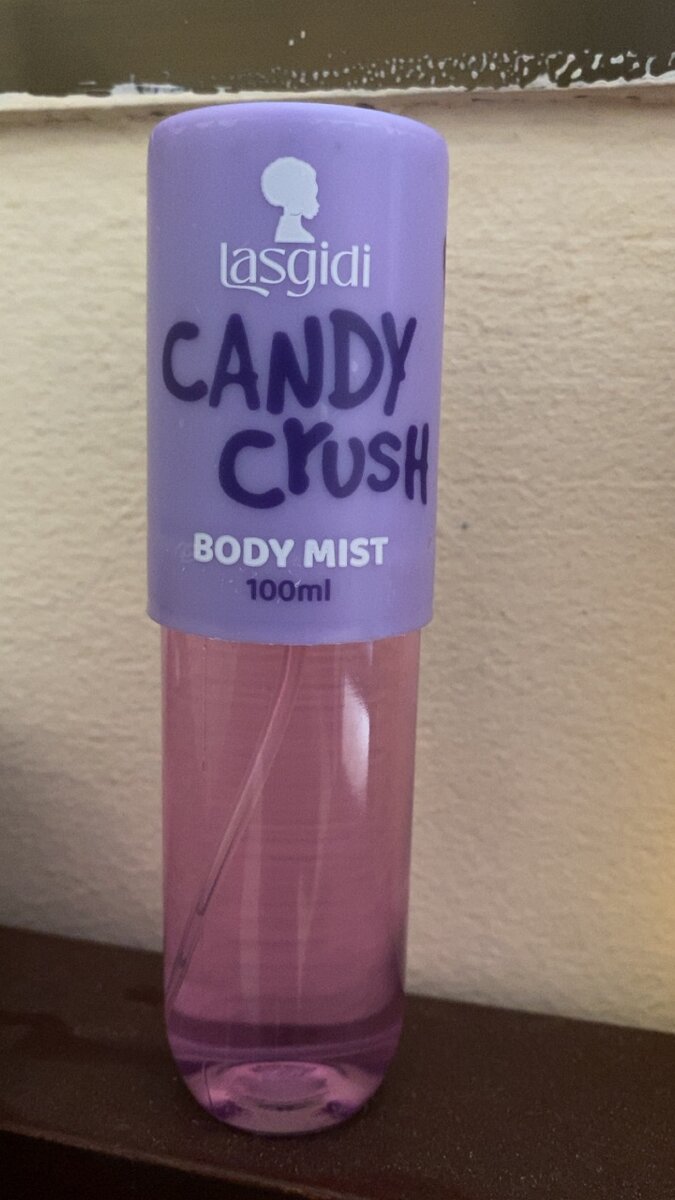 Lasgidi
CANDY
CrUSH
BODY MIST
100ml